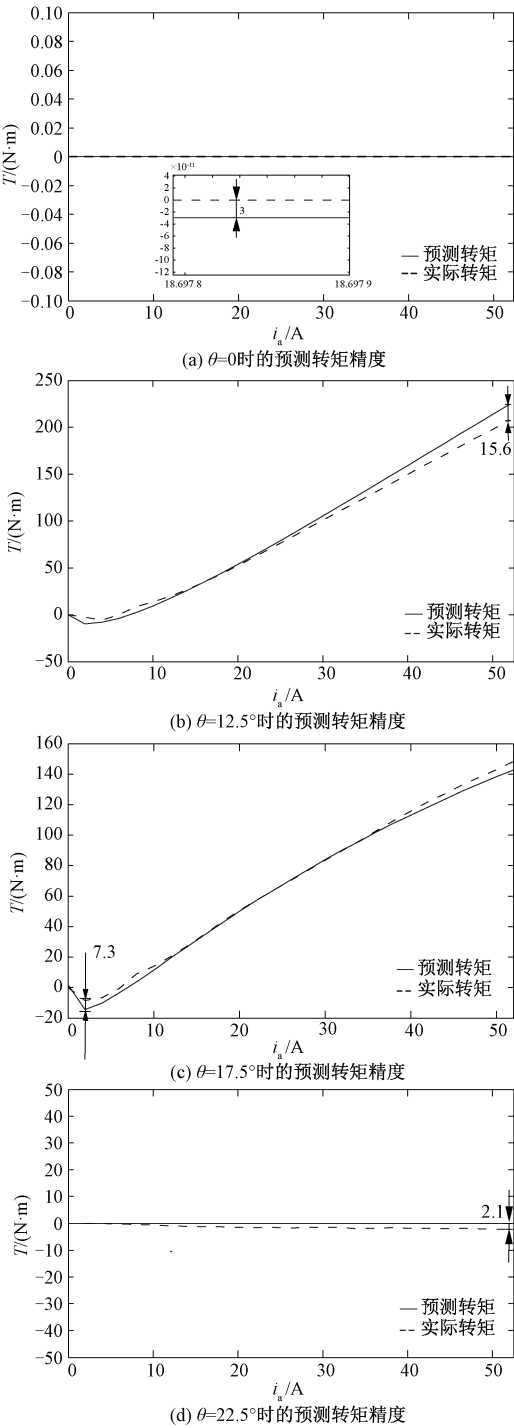 0.10
0.08
0.06
0.04
0.02
0
−0.02
−0.04
−0.06
−0.08
−0.10
T/(N·m)
×10⁻¹¹
4
2
0
-2
-4
-6
-8
-10
-12
3
18.697 8
18.697 9
预测转矩
实际转矩
0 10 20 30 40 50
iₐ/A
(a) θ=0时的预测转矩精度
250
200
150
100
50
0
−50
T/(N·m)
15.6
预测转矩
实际转矩
0 10 20 30 40 50
iₐ/A
(b) θ=12.5°时的预测转矩精度
160
140
120
100
80
60
40
20
0
−20
T/(N·m)
7.3
预测转矩
实际转矩
0 10 20 30 40 50
iₐ/A
(c) θ=17.5°时的预测转矩精度
50
40
30
20
10
0
−10
−20
−30
−40
−50
T/(N·m)
2.1
预测转矩
实际转矩
0 10 20 30 40 50
iₐ/A
(d) θ=22.5°时的预测转矩精度